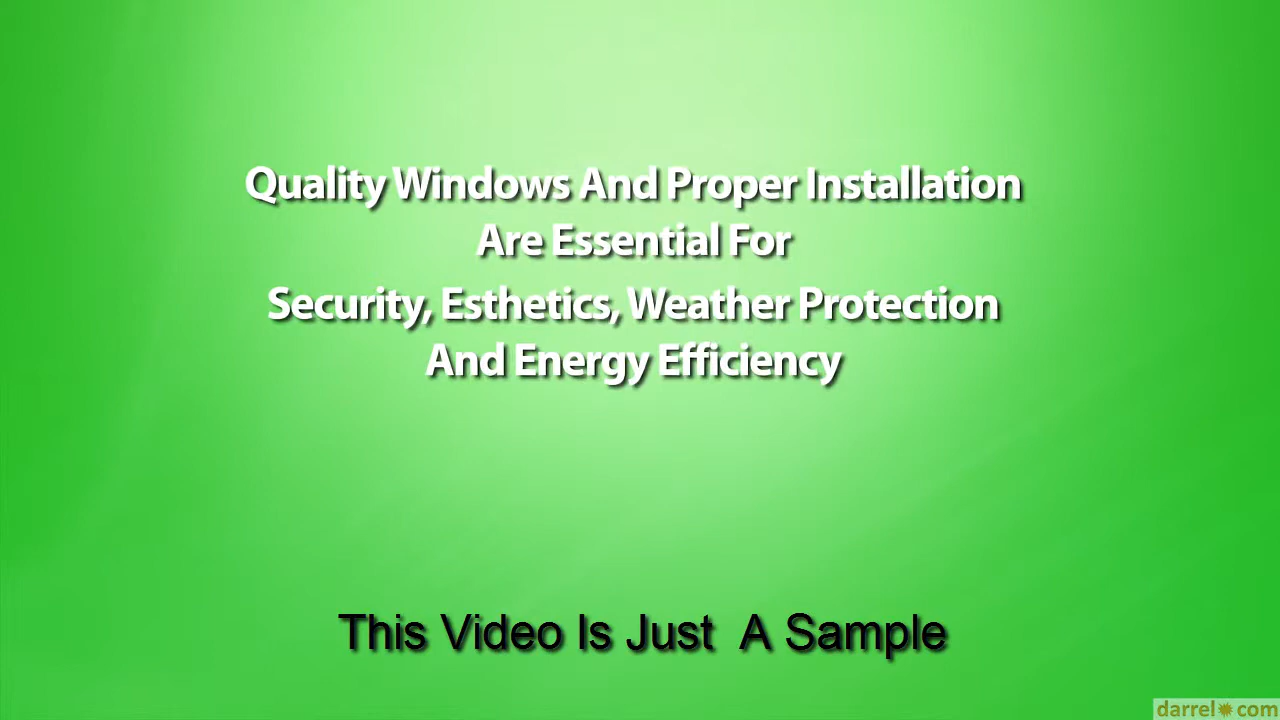 Quality Windows And Proper Installation
Are Essential For
Security, Esthetics, Weather Protection
And Energy Efficiency
This Video Is Just  A Sample
darrel✹com